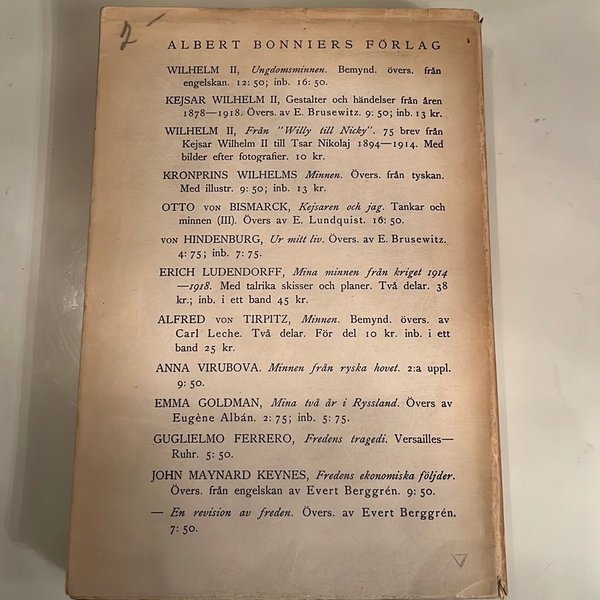 2-
ALBERT BONNIERS FÖRLAG
WILHELM II, Ungdomsminnen. Bemynd. övers. från
engelskan. 12: 50; inb. 16: 50.
KEJSAR WILHELM II, Gestalter och händelser från åren
1878—1918. Övers. av E. Brusewitz. 9: 50; inb. 13 kr.
WILHELM II, Från "Willy till Nicky". 75 brev från
Kejsar Wilhelm II till Tsar Nikolaj 1894—1914. Med
bilder efter fotografier. 10 kr.
KRONPRINS WILHELMS Minnen. Övers. från tyskan.
Med illustr. 9: 50; inb. 13 kr.
OTTO VON BISMARCK, Kejsaren och jag. Tankar och
minnen (III). Övers av E. Lundquist. 16: 50.
VON HINDENBURG, Ur mitt liv. Övers. av E. Brusewitz.
4: 75; inb. 7: 75.
ERICH LUDENDORFF, Mina minnen från kriget 1914
—1918. Med talrika skisser och planer. Två delar. 38
kr.; inb. i ett band 45 kr.
ALFRED VON TIRPITZ, Minnen. Bemynd. övers. av
Carl Leche. Två delar. För del 10 kr. inb. i ett
band 25 kr.
ANNA VIRUBOVA. Minnen från ryska hovet. 2:a uppl.
9: 50.
EMMA GOLDMAN, Mina två år i Ryssland. Övers av
Eugène Albán. 2: 75; inb. 5: 75.
GUGLIELMO FERRERO, Fredens tragedi. Versailles—
Ruhr. 5: 50.
JOHN MAYNARD KEYNES, Fredens ekonomiska följder.
Övers. från engelskan av Evert Berggrén. 9: 50.
— En revision av freden. Övers. av Evert Berggrén.
7: 50.